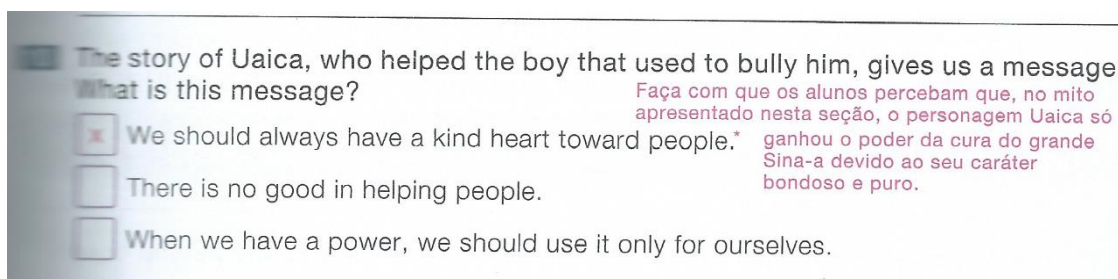 The story of Uaica, who helped the boy that used to bully him, gives us a message
What is this message?
Faça com que os alunos percebam que, no mito
apresentado nesta seção, o personagem Uaica só
x We should always have a kind heart toward people.*
ganhou o poder da cura do grande
Sina-a devido ao seu caráter
bondoso e puro.
There is no good in helping people.
When we have a power, we should use it only for ourselves.